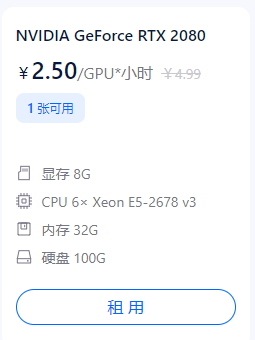 NVIDIA GeForce RTX 2080
￥2.50/GPU*小时 ￥4.99
1 张可用
显存 8G
CPU 6× Xeon E5-2678 v3
内存 32G
硬盘 100G
租 用